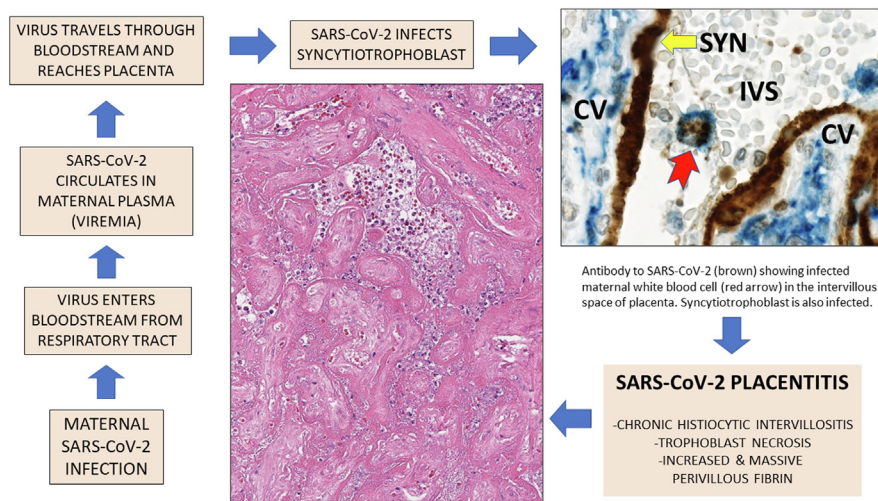 VIRUS TRAVELS THROUGH
BLOODSTREAM AND
REACHES PLACENTA
SARS-CoV-2 INFECTS
SYNCYTIOTROPHOBLAST
SYN
IVS
CV
CV
SARS-CoV-2
CIRCULATES IN
MATERNAL PLASMA
(VIREMIA)
VIRUS ENTERS
BLOODSTREAM FROM
RESPIRATORY TRACT
MATERNAL
SARS-CoV-2
INFECTION
Antibody to SARS-CoV-2 (brown) showing infected
maternal white blood cell (red arrow) in the intervillous
space of placenta. Syncytiotrophoblast is also infected.
SARS-CoV-2 PLACENTITIS
-CHRONIC HISTIOCYTIC INTERVILLOSITIS
-TROPHOBLAST NECROSIS
-INCREASED & MASSIVE
PERIVILLOUS FIBRIN